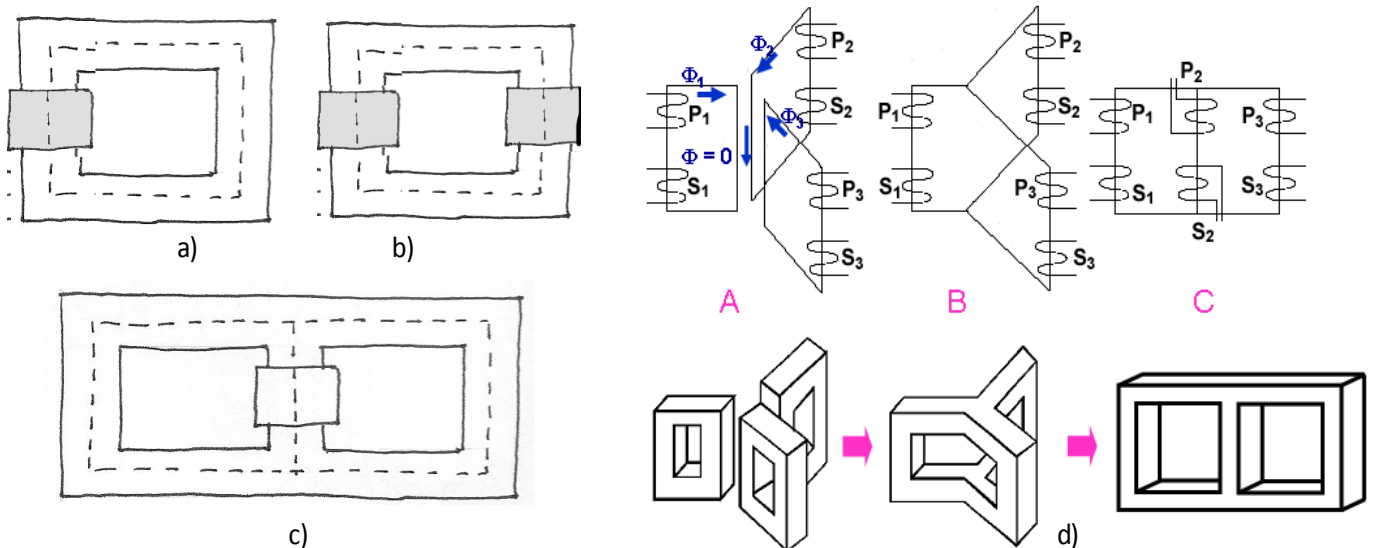 a)
b)
c)
Φ1
P1
S1
Φ = 0
Φ2
Φ3
P2
S2
P3
S3
A
P1
S1
P2
S2
P3
S3
B
P1
S1
P2
S2
P3
S3
C
d)